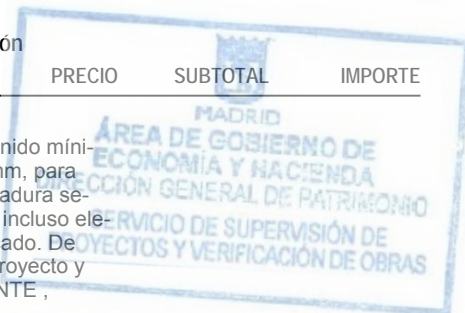 ón
PRECIO SUBTOTAL IMPORTE
MADRID
nido míni-
ÁREA DE GOBIERNO DE
mm, para
ECONOMÍA Y HACIENDA
adura se-
DIRECCIÓN GENERAL DE PATRIMONIO
incluso ele-
SERVICIO DE SUPERVISIÓN DE
ado. De
PROYECTOS Y VERIFICACIÓN DE OBRAS
royecto y
NTE ,